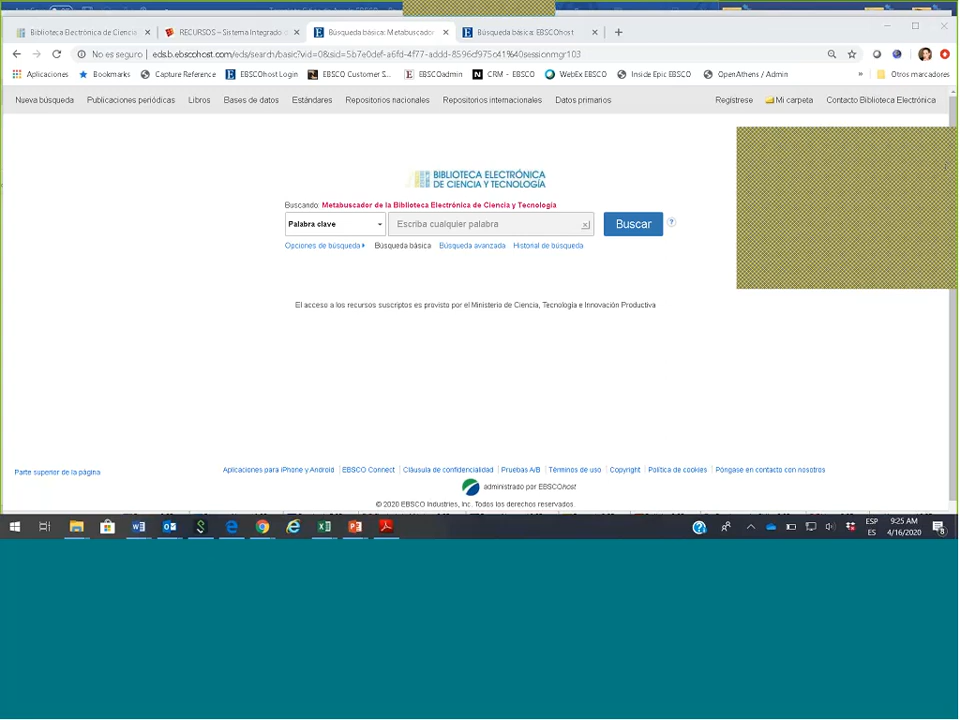 Biblioteca Electrónica de Ciencia
RECURSOS – Sistema Integrado d
Búsqueda básica: Metabuscador
Búsqueda básica: EBSCOhost
No es seguro | eds.b.ebscohost.com/eds/search/basic?vid=0&sid=5b7e0def-a6fd-4f77-addd-8596d975c41%40sessionmgr103
Aplicaciones Bookmarks Capture Reference EBSCOhost Login EBSCO Customer S... EBSCOadmin CRM - EBSCO WebEx EBSCO Inside Epic EBSCO OpenAthens / Admin » Otros marcadores
Nueva búsqueda Publicaciones periódicas Libros Bases de datos Estándares Repositorios nacionales Repositorios internacionales Datos primarios Regístrese Mi carpeta Contacto Biblioteca Electrónica
BIBLIOTECA ELECTRÓNICA
DE CIENCIA Y TECNOLOGÍA
Buscando: Metabuscador de la Biblioteca Electrónica de Ciencia y Tecnología
Palabra clave Escriba cualquier palabra Buscar
Opciones de búsqueda Búsqueda básica Búsqueda avanzada Historial de búsqueda
El acceso a los recursos suscriptos es provisto por el Ministerio de Ciencia, Tecnología e Innovación Productiva
Parte superior de la página
Aplicaciones para iPhone y Android EBSCO Connect Cláusula de confidencialidad Pruebas A/B Términos de uso Copyright Política de cookies Póngase en contacto con nosotros
administrado por EBSCOhost
© 2020 EBSCO Industries, Inc. Todos los derechos reservados.
ESP 9:25 AM
ES 4/16/2020 8